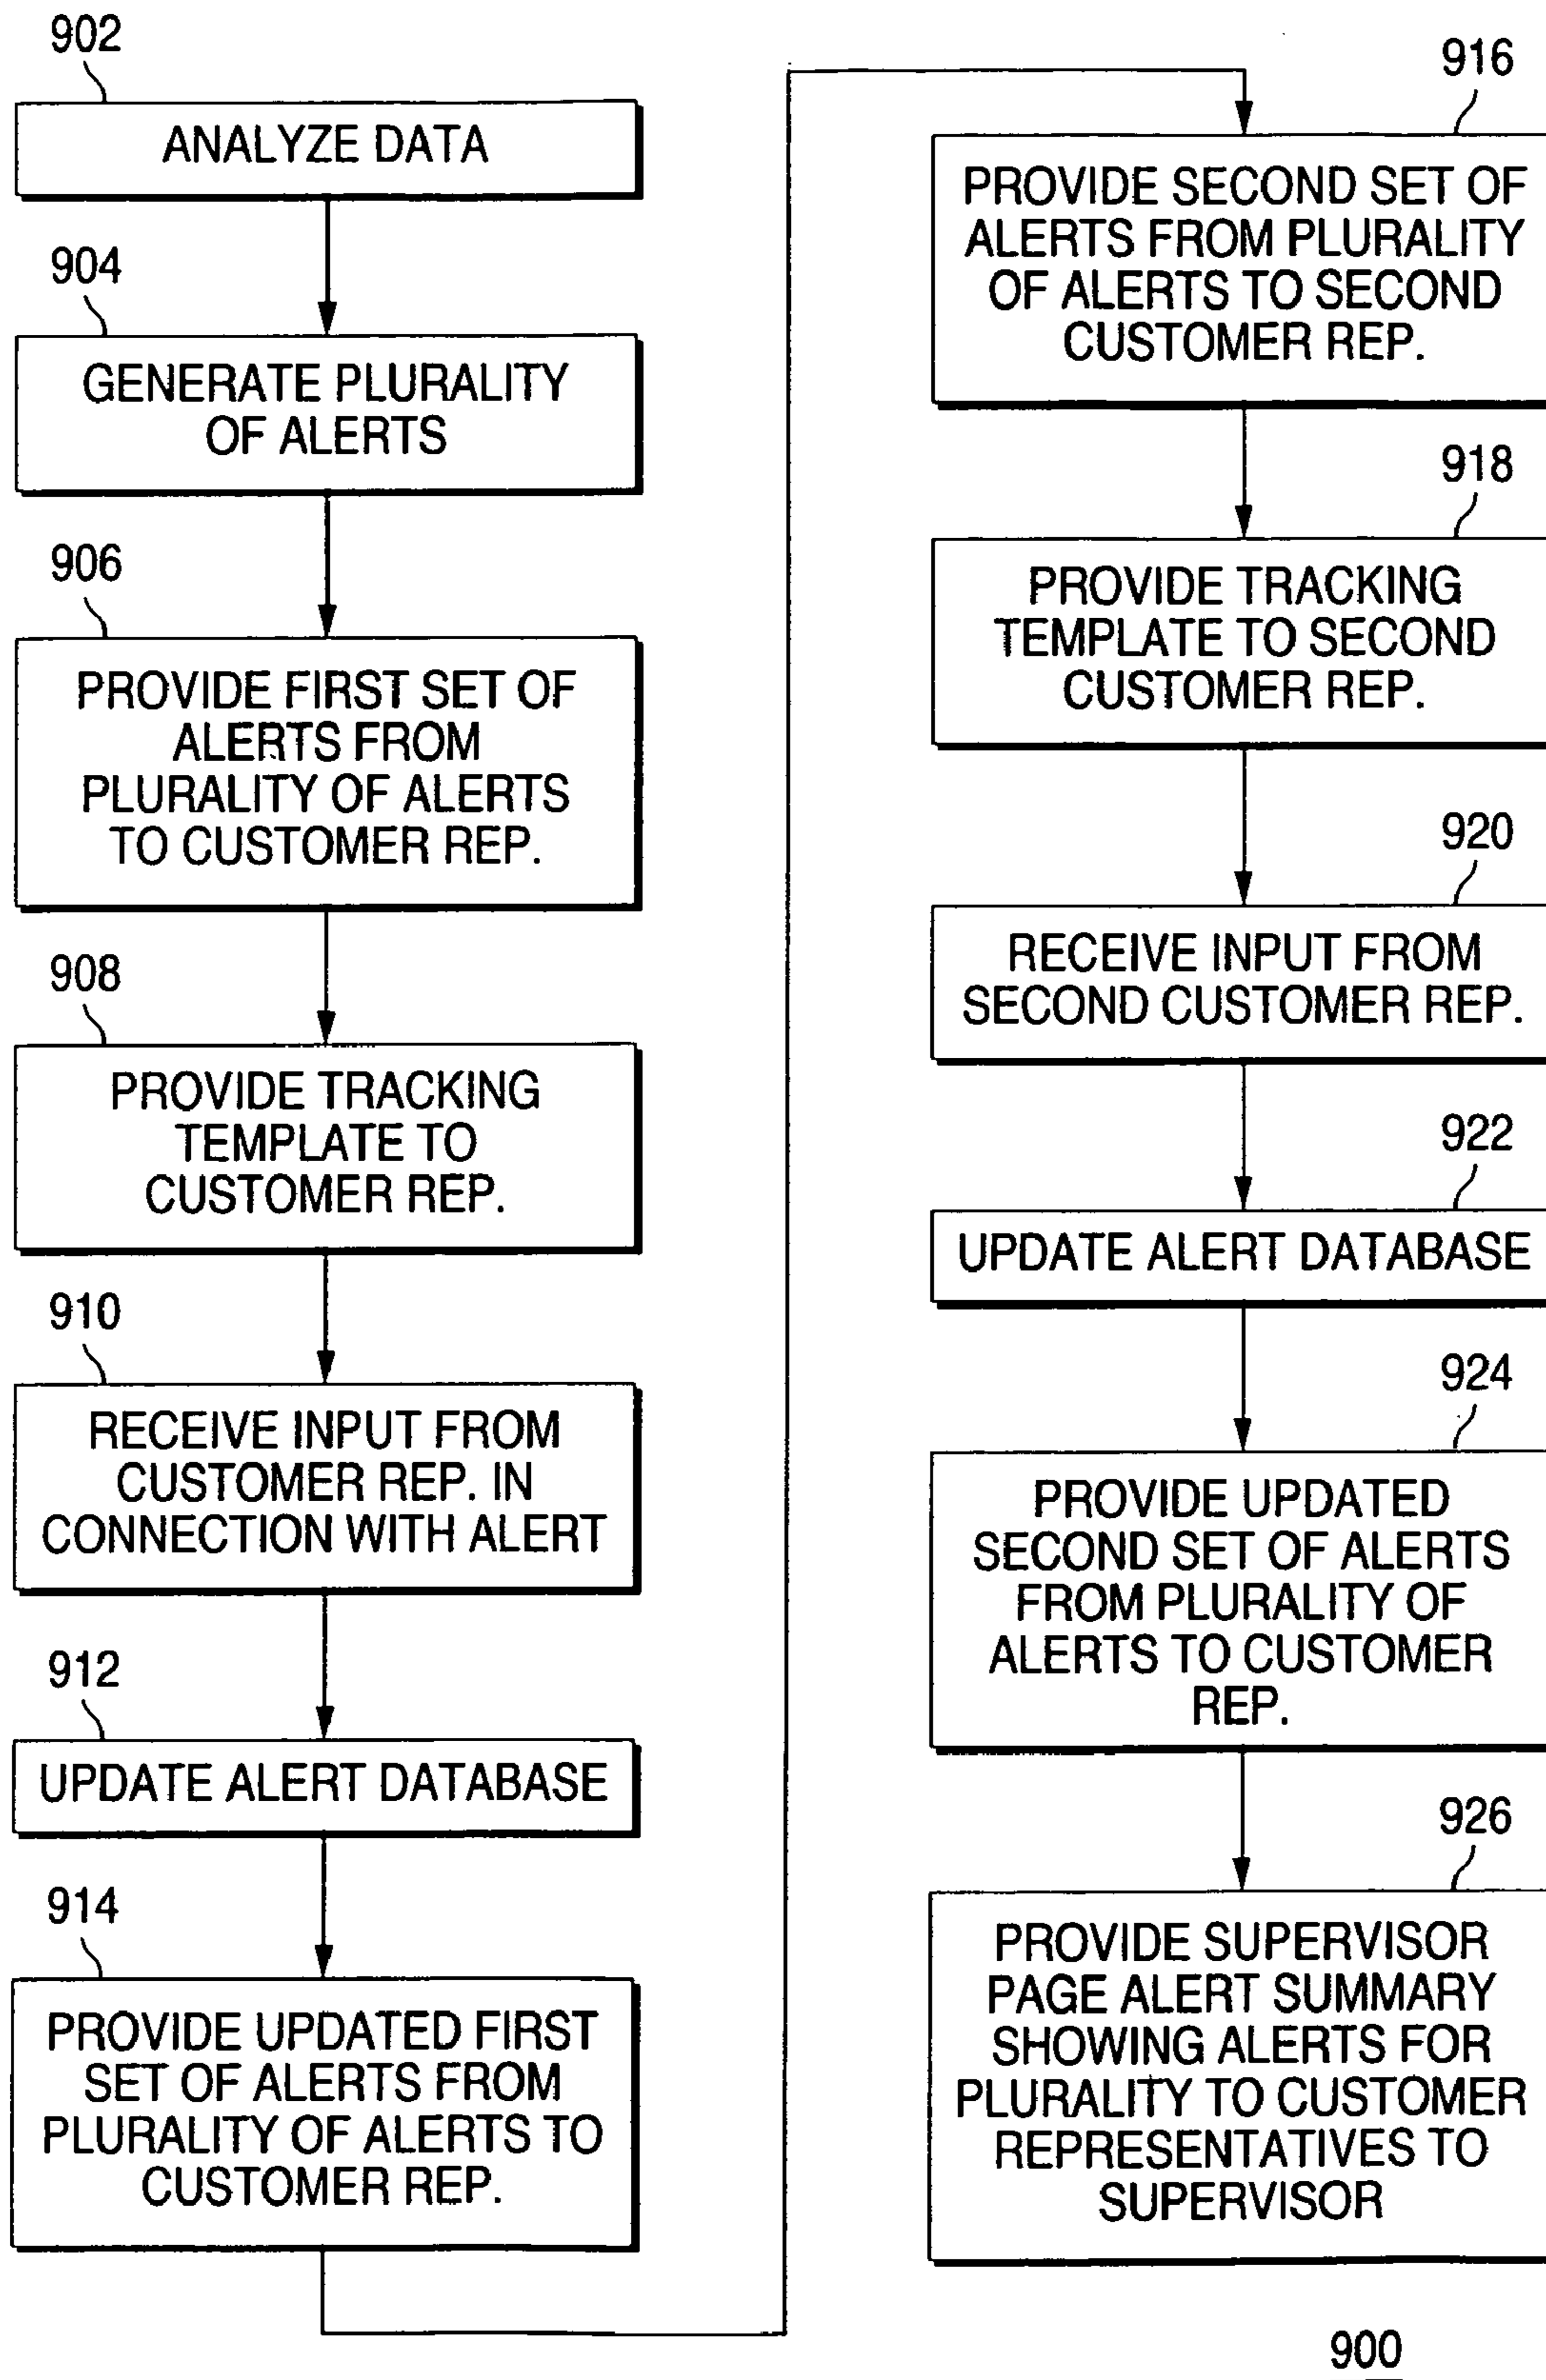 902
ANALYZE DATA
904
GENERATE PLURALITY
OF ALERTS
906
PROVIDE FIRST SET OF
ALERTS FROM
PLURALITY OF ALERTS
TO CUSTOMER REP.
908
PROVIDE TRACKING
TEMPLATE TO
CUSTOMER REP.
910
RECEIVE INPUT FROM
CUSTOMER REP. IN
CONNECTION WITH ALERT
912
UPDATE ALERT DATABASE
914
PROVIDE UPDATED FIRST
SET OF ALERTS FROM
PLURALITY OF ALERTS TO
CUSTOMER REP.
916
PROVIDE SECOND SET OF
ALERTS FROM PLURALITY
OF ALERTS TO SECOND
CUSTOMER REP.
918
PROVIDE TRACKING
TEMPLATE TO SECOND
CUSTOMER REP.
920
RECEIVE INPUT FROM
SECOND CUSTOMER REP.
922
UPDATE ALERT DATABASE
924
PROVIDE UPDATED
SECOND SET OF ALERTS
FROM PLURALITY OF
ALERTS TO CUSTOMER
REP.
926
PROVIDE SUPERVISOR
PAGE ALERT SUMMARY
SHOWING ALERTS FOR
PLURALITY TO CUSTOMER
REPRESENTATIVES TO
SUPERVISOR
900